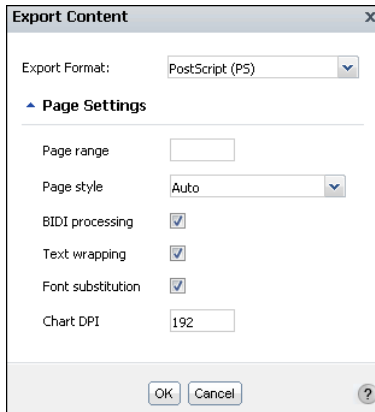 Export Content x
Export Format: PostScript (PS)
Page Settings
Page range
Page style Auto
BIDI processing
Text wrapping
Font substitution
Chart DPI 192
OK Cancel ?